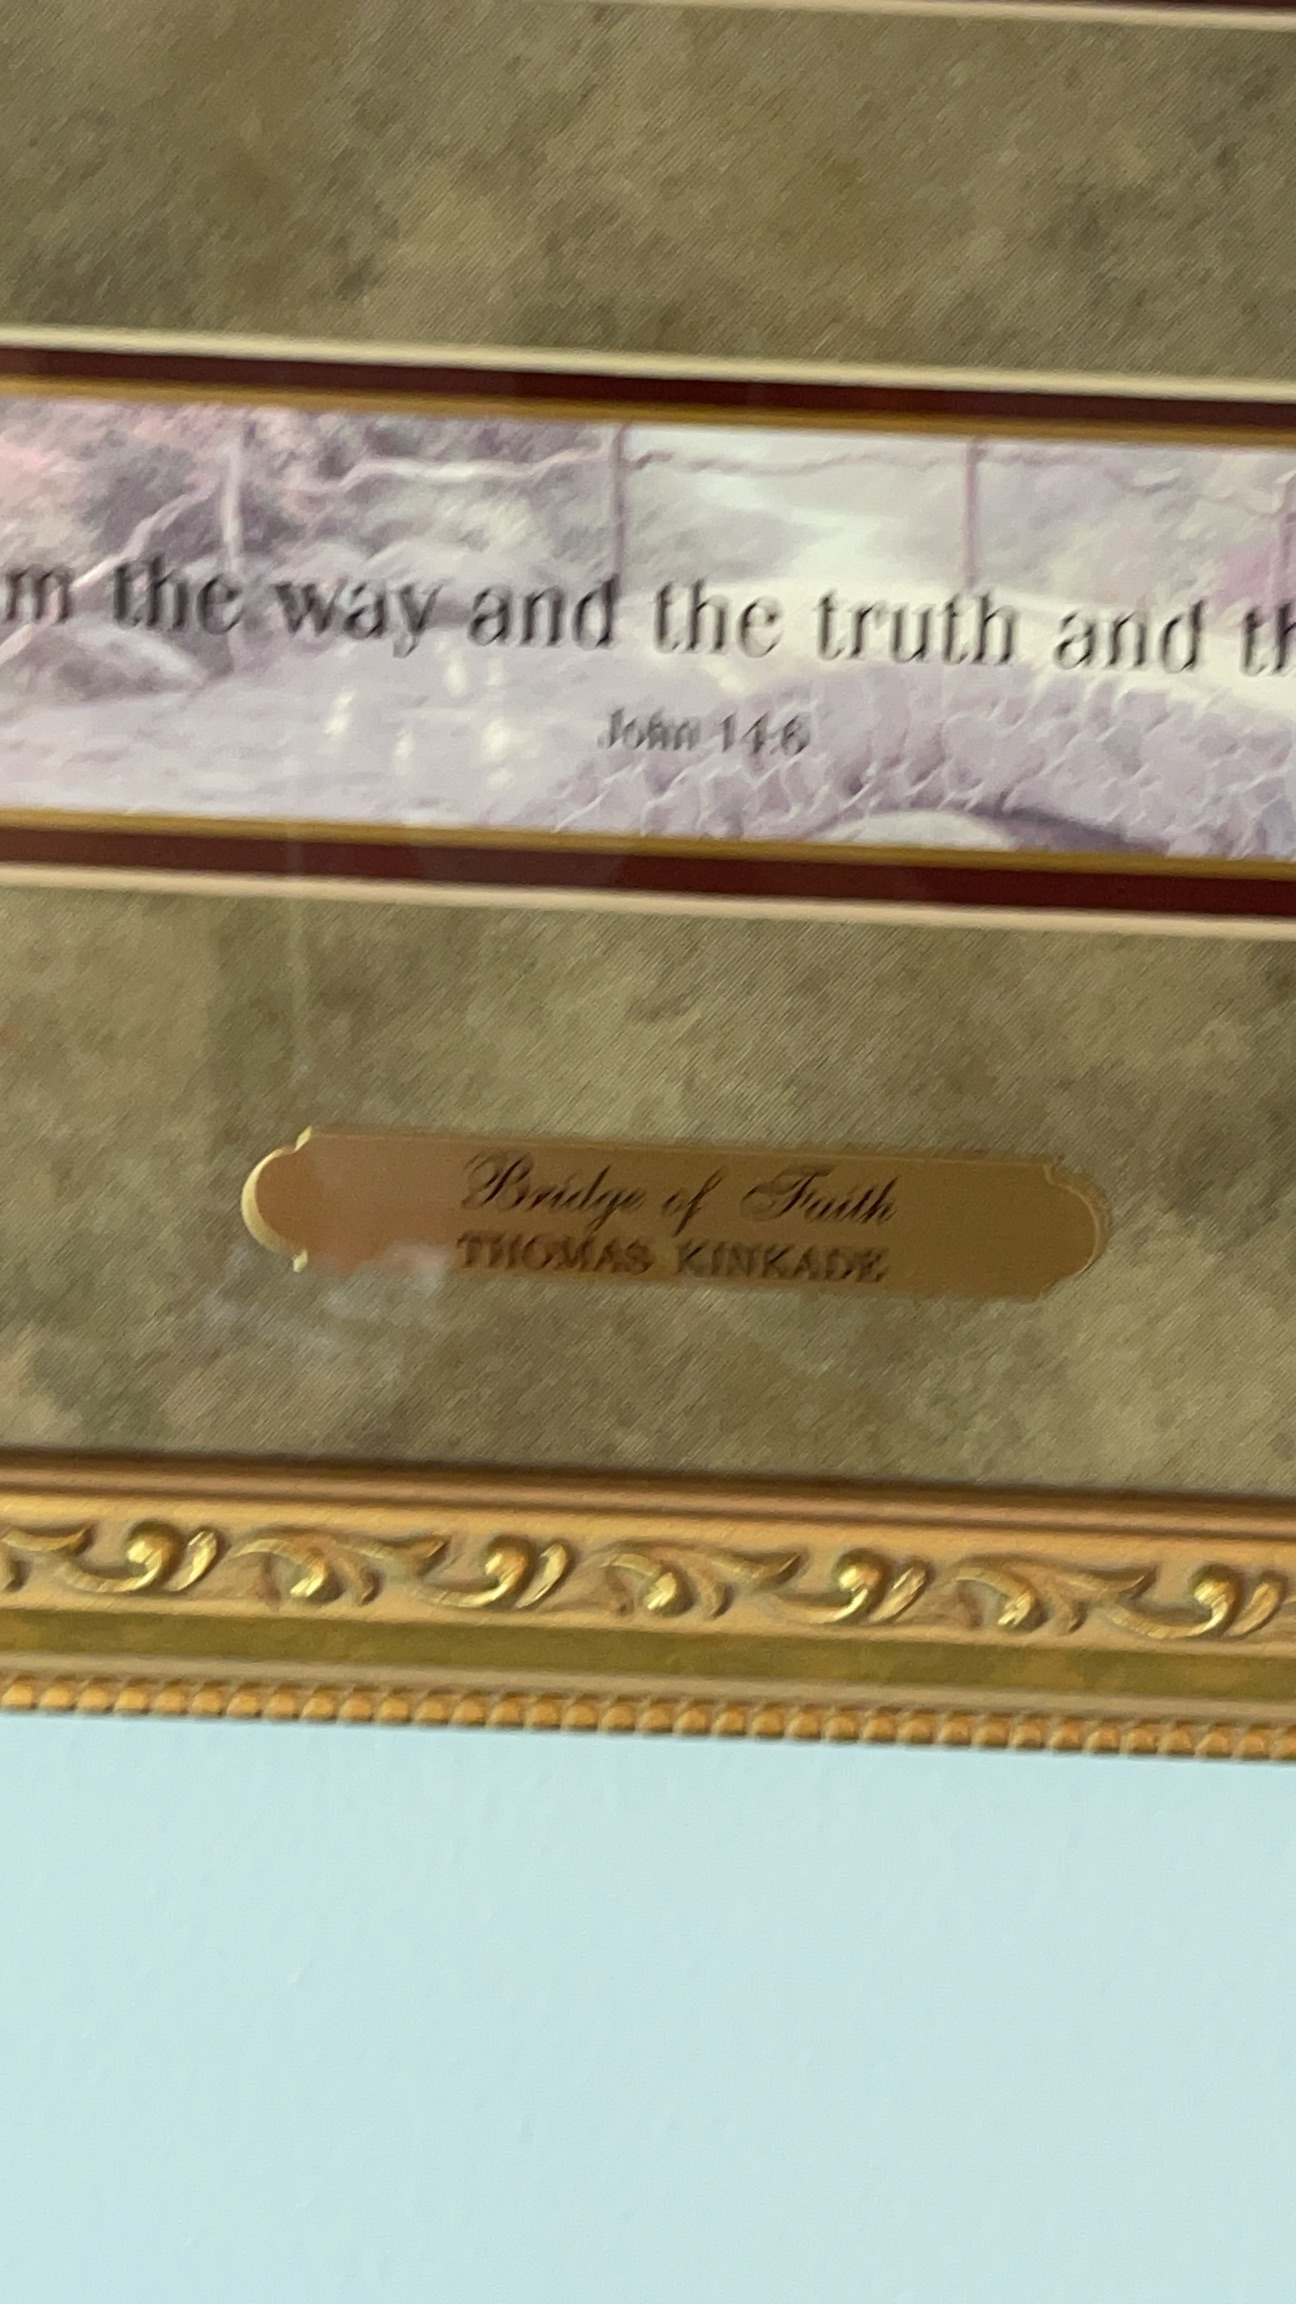 m the way and the truth and th
John 14:6
Bridge of Faith
THOMAS KINKADE